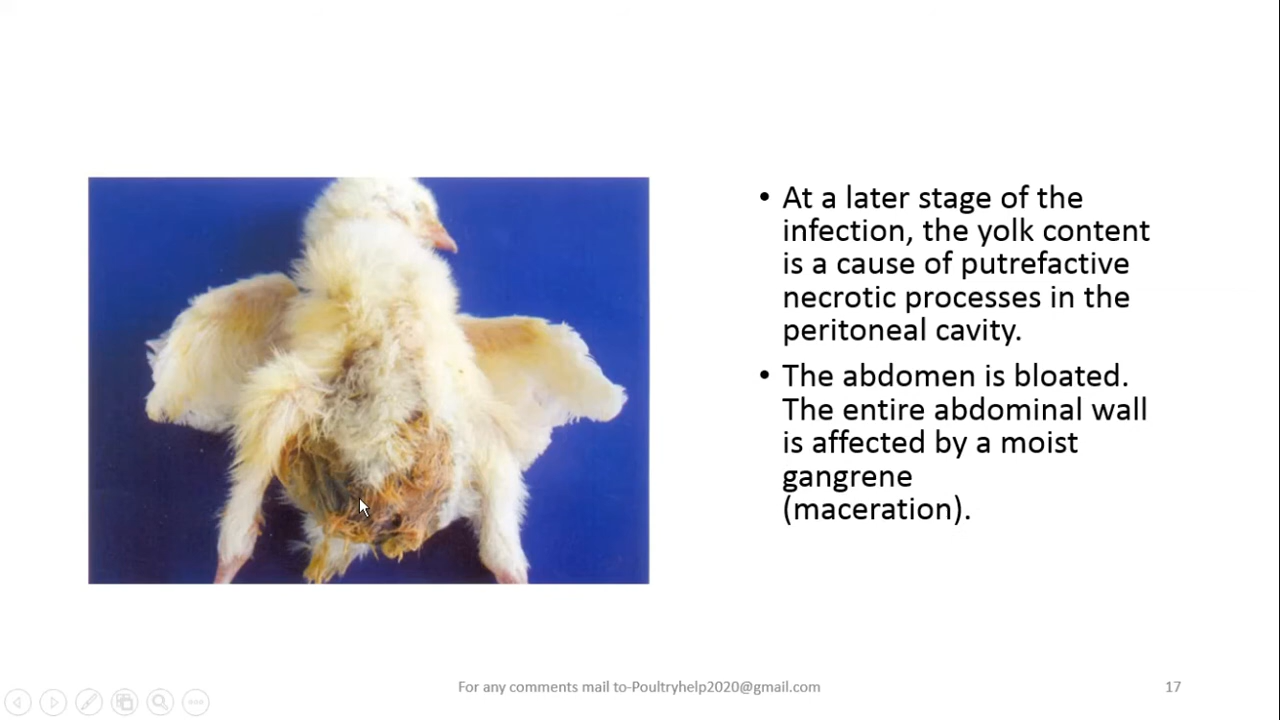 • At a later stage of the
infection, the yolk content
is a cause of putrefactive
necrotic processes in the
peritoneal cavity.
• The abdomen is bloated.
The entire abdominal wall
is affected by a moist
gangrene
(maceration).
For any comments mail to-Poultryhelp2020@gmail.com
17